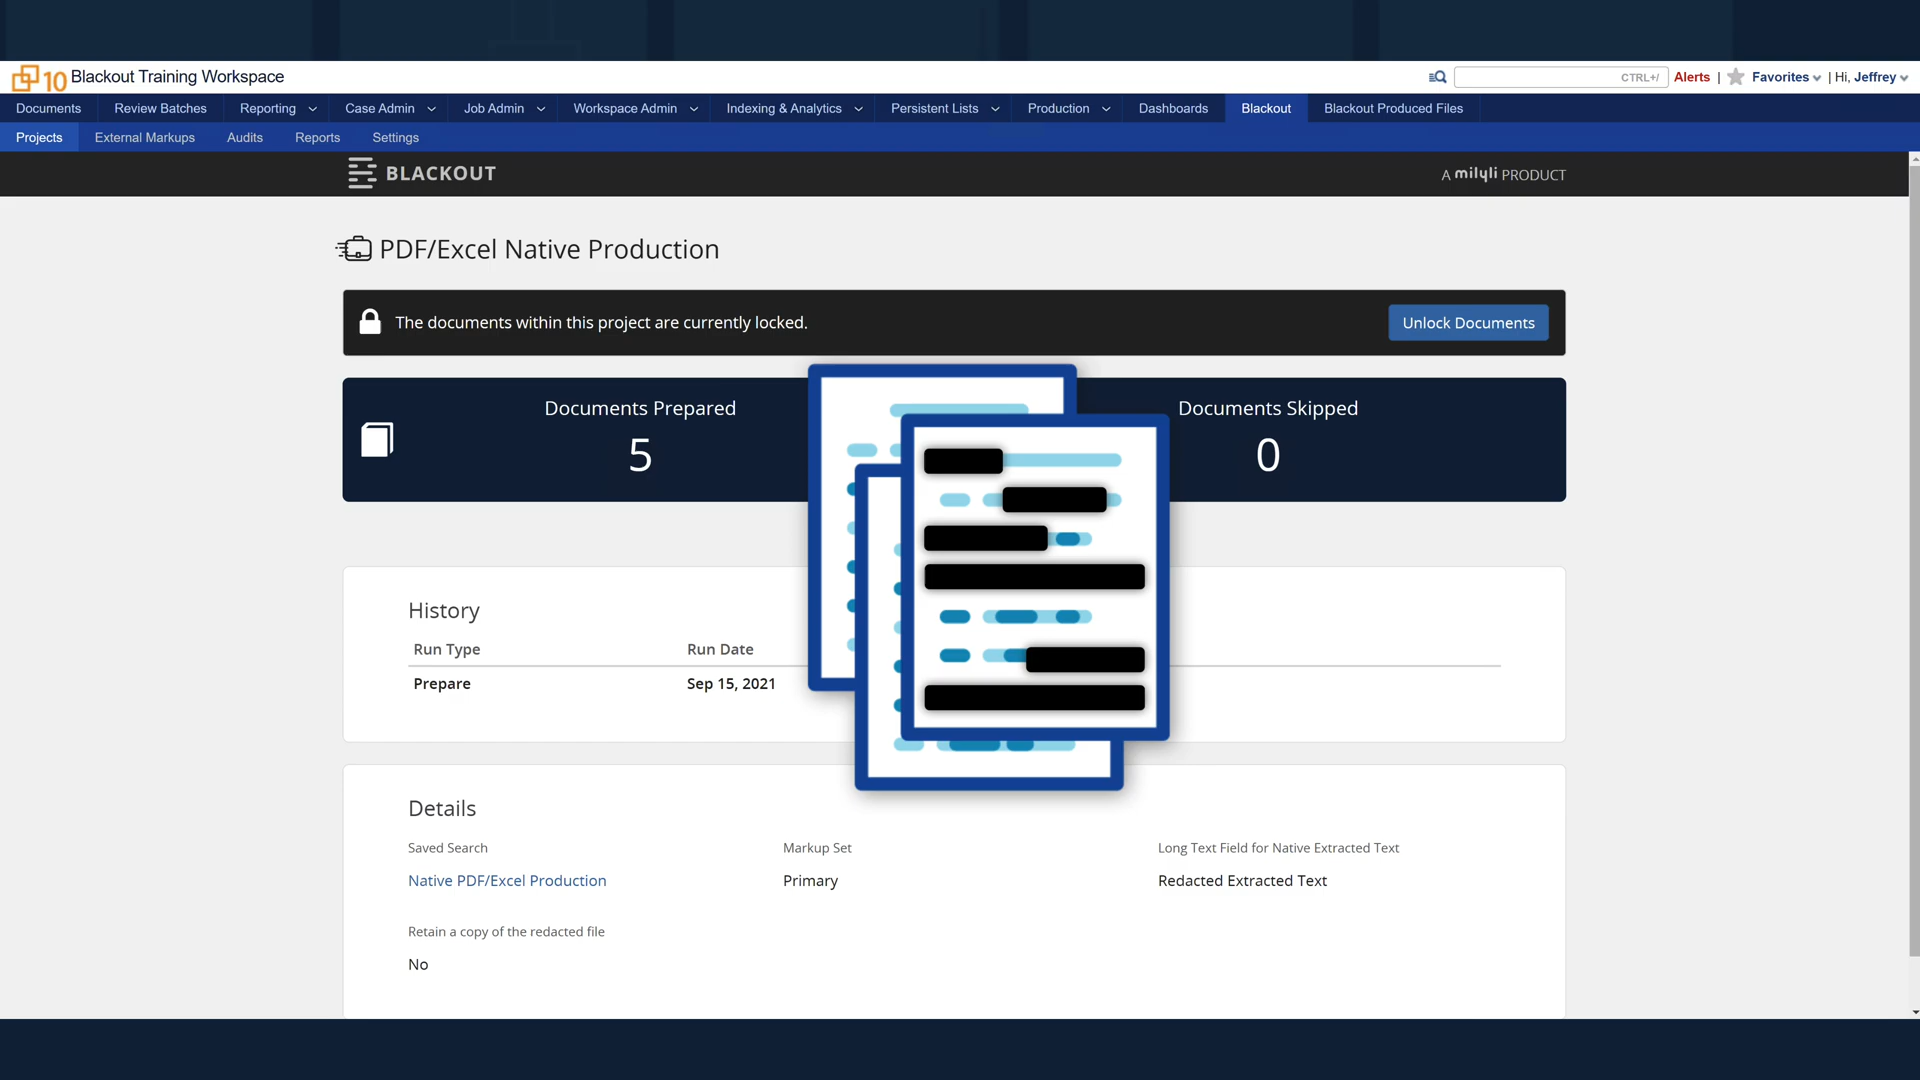 10 Blackout Training Workspace CTRL+/ Alerts | Favorites | Hi, Jeffrey
Documents Review Batches Reporting Case Admin Job Admin Workspace Admin Indexing & Analytics Persistent Lists Production Dashboards Blackout Blackout Produced Files
Projects External Markups Audits Reports Settings
BLACKOUT A milyli PRODUCT
PDF/Excel Native Production
The documents within this project are currently locked. Unlock Documents
Documents Prepared Documents Skipped
5 0
History
Run Type Run Date
Prepare Sep 15, 2021
Details
Saved Search Markup Set Long Text Field for Native Extracted Text
Native PDF/Excel Production Primary Redacted Extracted Text
Retain a copy of the redacted file
No